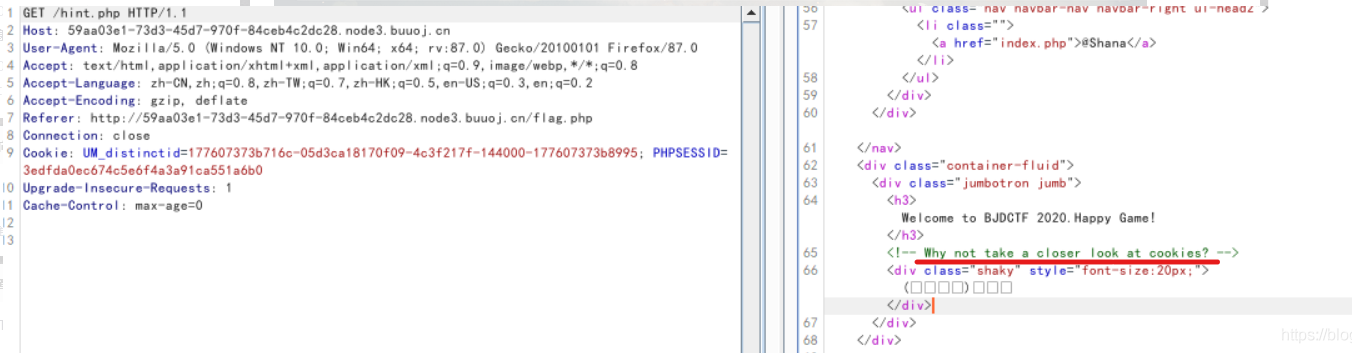 1 GET /hint.php HTTP/1.1
2 Host: 59aa03e1-73d3-45d7-970f-84ceb4c2dc28.node3.buuoj.cn
3 User-Agent: Mozilla/5.0 (Windows NT 10.0; Win64; x64; rv:87.0) Gecko/20100101 Firefox/87.0
4 Accept: text/html,application/xhtml+xml,application/xml;q=0.9,image/webp,*/*;q=0.8
5 Accept-Language: zh-CN,zh;q=0.8,zh-TW;q=0.7,zh-HK;q=0.5,en-US;q=0.3,en;q=0.2
6 Accept-Encoding: gzip, deflate
7 Referer: http://59aa03e1-73d3-45d7-970f-84ceb4c2dc28.node3.buuoj.cn/flag.php
8 Connection: close
9 Cookie: UM_distinctid=177607373b716c-05d3ca18170f09-4c3f217f-144000-177607373b8995; PHPSESSID=
3edfda0ec674c5e6f4a3a91ca551a6b0
10 Upgrade-Insecure-Requests: 1
11 Cache-Control: max-age=0
12
13
56 <ul class="nav navbar-nav navbar-right ui-head2">
57 <li class="">
<a href="index.php">@Shana</a>
</li>
58 </ul>
59 </div>
60 </div>
61 </nav>
62 <div class="container-fluid">
63 <div class="jumbotron jumb">
64 <h3>
Welcome to BJDCTF 2020.Happy Game!
</h3>
65 <!-- Why not take a closer look at cookies? -->
66 <div class="shaky" style="font-size:20px;">
(□□□□)□□□
</div>
67 </div>
68 </div>
https://blog